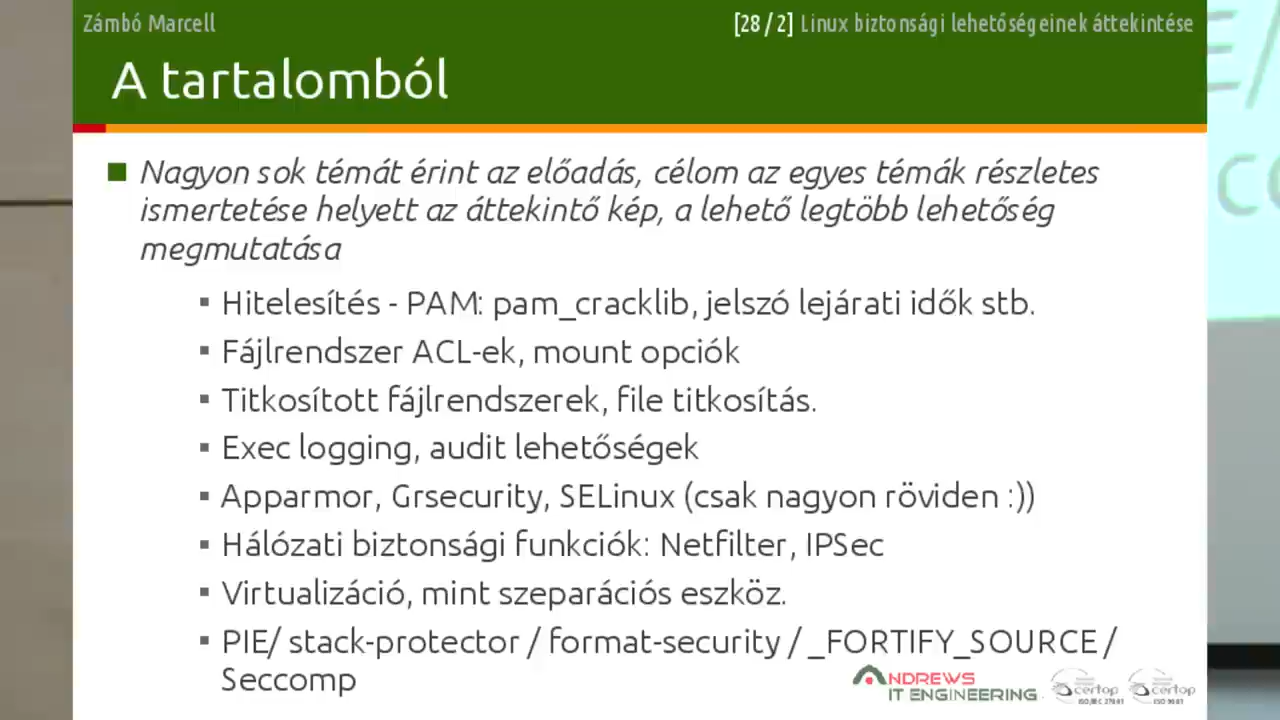 Zámbó Marcell
[28 / 2] Linux biztonsági lehetőségeinek áttekintése
A tartalomból
Nagyon sok témát érint az előadás, célom az egyes témák részletes
ismertetése helyett az áttekintő kép, a lehető legtöbb lehetőség
megmutatása
Hitelesítés - PAM: pam_cracklib, jelszó lejárati idők stb.
Fájlrendszer ACL-ek, mount opciók
Titkosított fájlrendszerek, file titkosítás.
Exec logging, audit lehetőségek
Apparmor, Grsecurity, SELinux (csak nagyon röviden :))
Hálózati biztonsági funkciók: Netfilter, IPSec
Virtualizáció, mint szeparációs eszköz.
PIE/ stack-protector / format-security / _FORTIFY_SOURCE /
Seccomp
ANDREWS
IT ENGINEERING
certop
ISO/IEC 27001
certop
ISO 9001